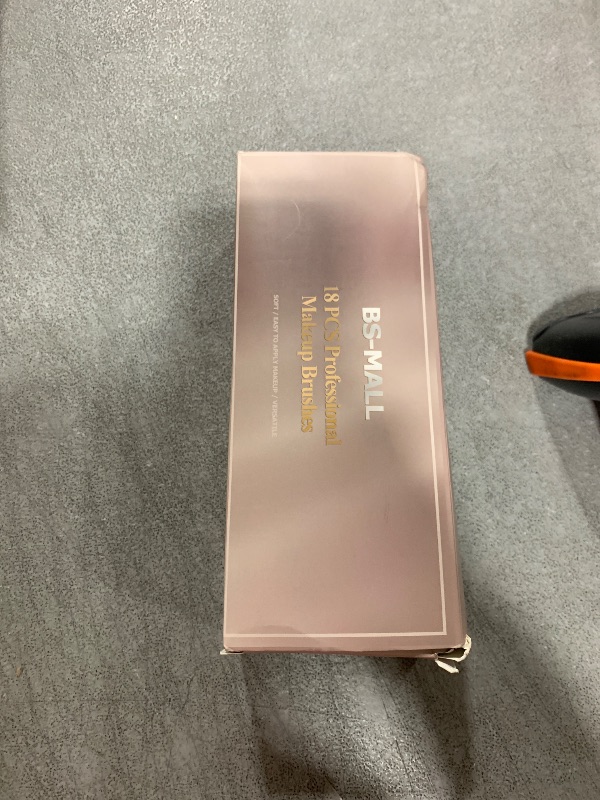 BS-MALL
18 PCS Professional
Makeup Brushes
SOFT / EASY TO APPLY MAKEUP / VERSATILE